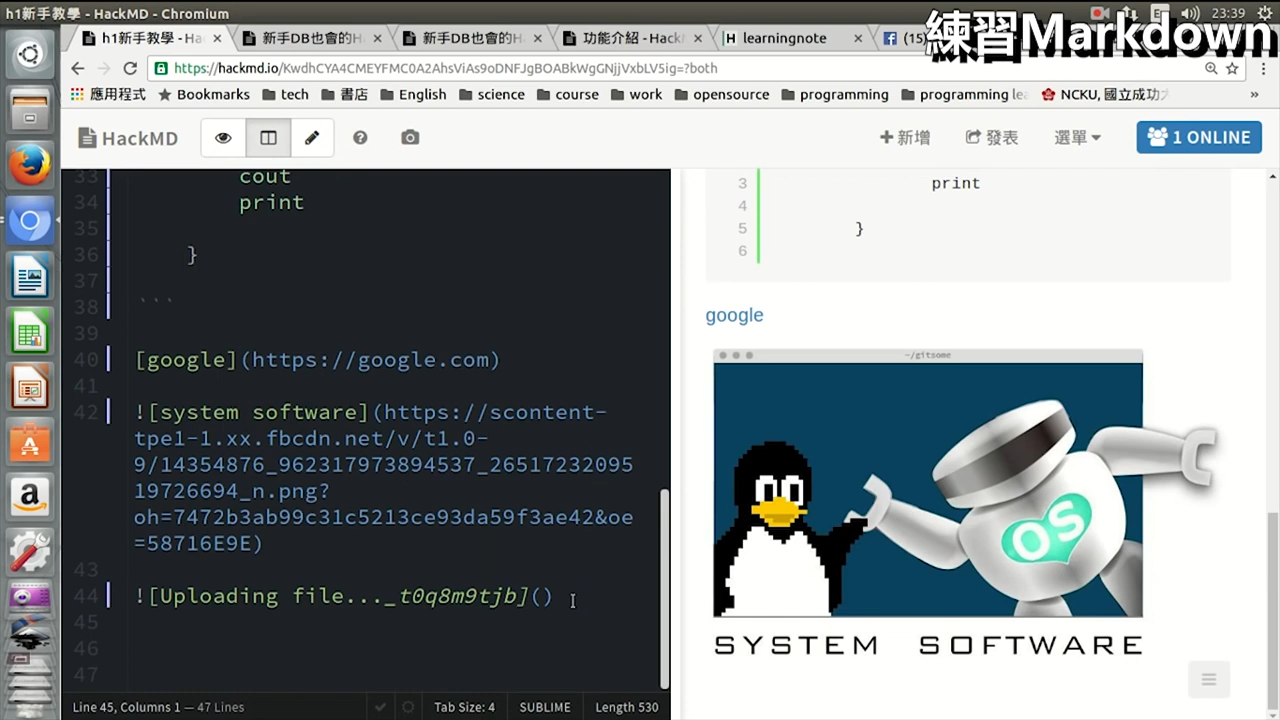 h1新手教學 - HackMD - Chromium
23:39
練習Markdown
h1新手教學 - Ha
新手DB也會的H
新手DB也會的H
功能介紹 - Hack
learningnote
(15)
https://hackmd.io/KwdhCYA4CMEYFMC0A2AhsViAs9oDNFJgBOABkWgGNjjVxbLV5ig=?both
應用程式
Bookmarks
tech
書店
English
science
course
work
opensource
programming
programming lea
NCKU, 國立成功
»
HackMD
新增
發表
選單
1 ONLINE
33 cout
34 print
35
36 }
37
38 ```
39
40 [google](https://google.com)
41
42 ![system software](https://scontent-
tpe1-1.xx.fbcdn.net/v/t1.0-
9/14354876_962317973894537_26517232095
19726694_n.png?
oh=7472b3ab99c31c5213ce93da59f3ae42&oe
=58716E9E)
43
44 ![Uploading file..._t0q8m9tjb]()
45
46
47
Line 45, Columns 1 — 47 Lines
Tab Size: 4
SUBLIME
Length 530
3 print
4
5 }
6
google
~/gitsome
OS
SYSTEM SOFTWARE